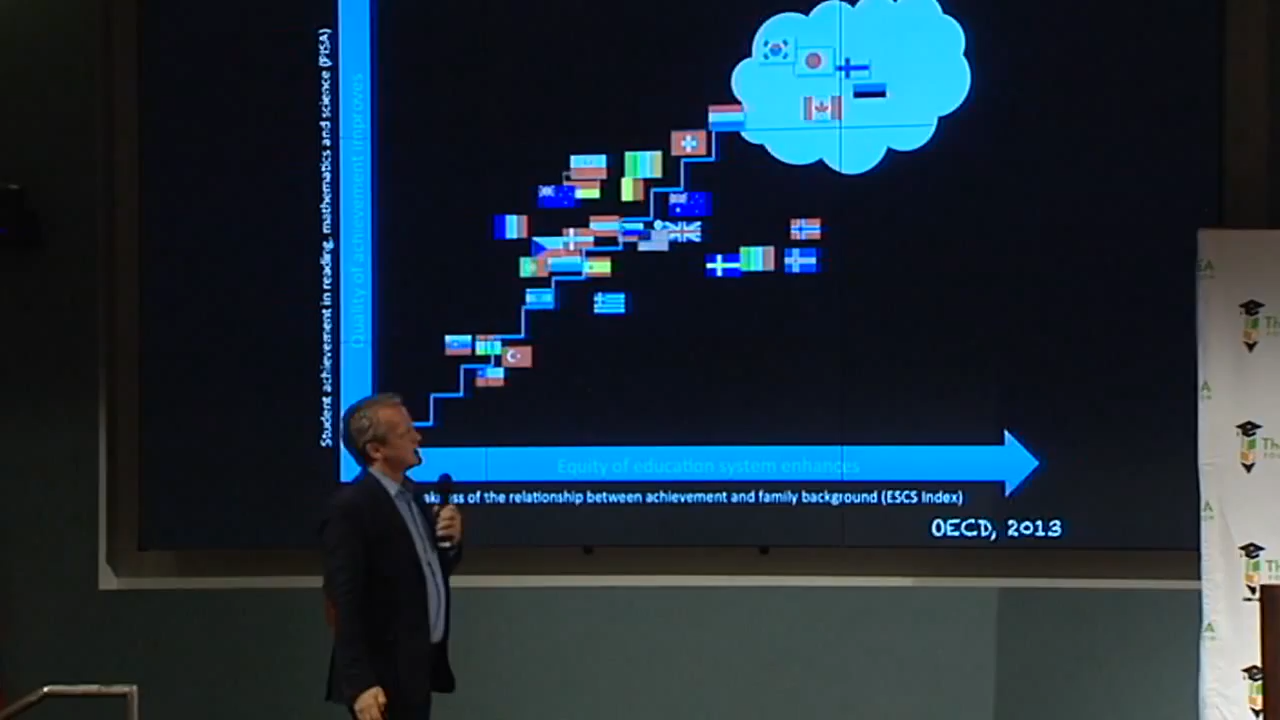 Student achievement in reading, mathematics and science (PISA)
Quality of achievement improves
Equity of education system enhances
of the relationship between achievement and family background (ESCS Index)
OECD, 2013